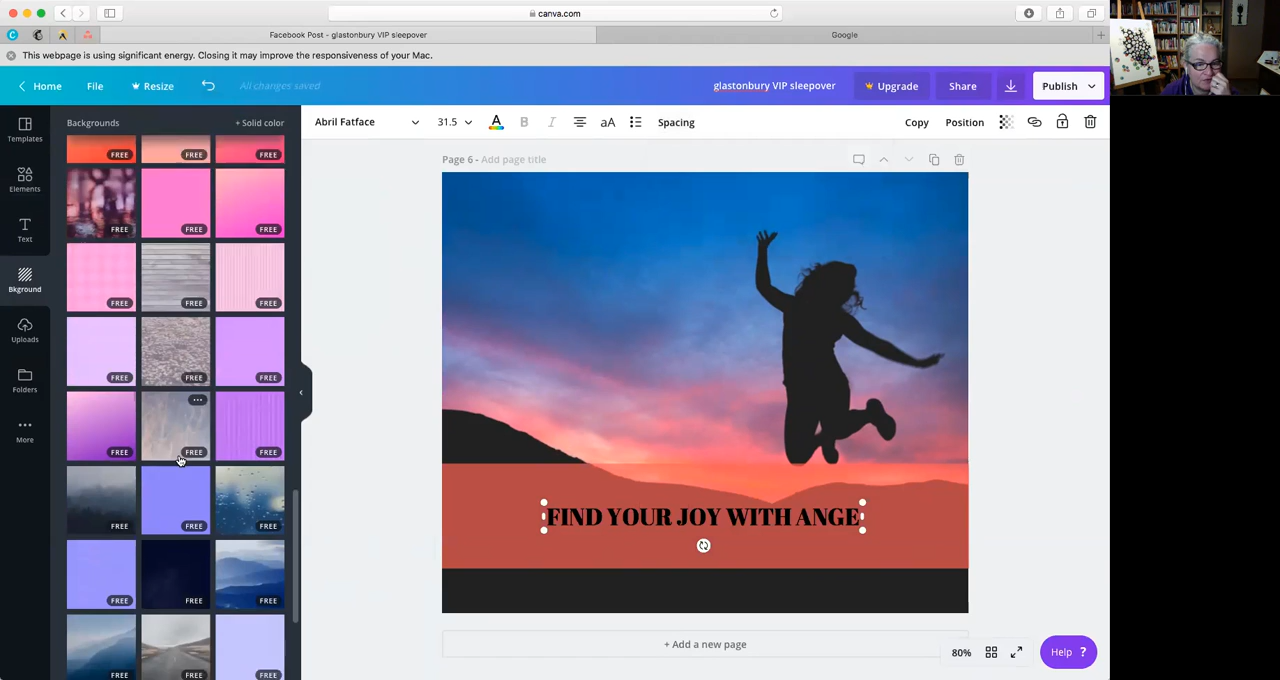 canva.com
Facebook Post - glastonbury VIP sleepover
Google
This webpage is using significant energy. Closing it may improve the responsiveness of your Mac.
Home
File
Resize
All changes saved
glastonbury VIP sleepover
Upgrade
Share
Publish
Backgrounds
+ Solid color
Abril Fatface
31.5
A
B
I
aA
Spacing
Copy
Position
Templates
Elements
Text
Bkground
Uploads
Folders
More
FREE FREE FREE
FREE FREE FREE
FREE FREE FREE
FREE FREE FREE
FREE FREE FREE
FREE FREE FREE
FREE FREE FREE
FREE FREE FREE
Page 6 - Add page title
FIND YOUR JOY WITH ANGE
+ Add a new page
80%
Help ?